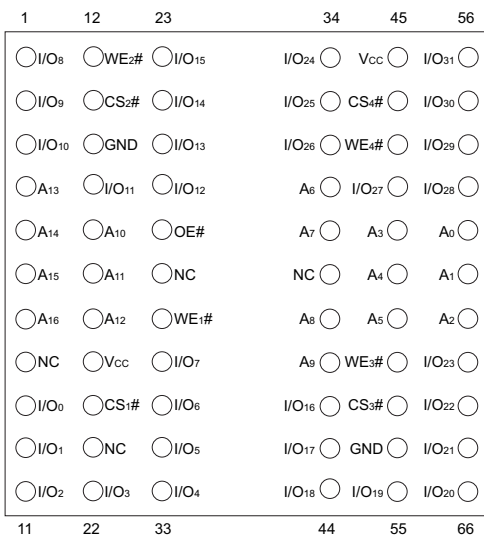 1 12 23 34 45 56
I/O8 WE2# I/O15 I/O24 VCC I/O31
I/O9 CS2# I/O14 I/O25 CS4# I/O30
I/O10 GND I/O13 I/O26 WE4# I/O29
A13 I/O11 I/O12 A6 I/O27 I/O28
A14 A10 OE# A7 A3 A0
A15 A11 NC NC A4 A1
A16 A12 WE1# A8 A5 A2
NC VCC I/O7 A9 WE3# I/O23
I/O0 CS1# I/O6 I/O16 CS3# I/O22
I/O1 NC I/O5 I/O17 GND I/O21
I/O2 I/O3 I/O4 I/O18 I/O19 I/O20
11 22 33 44 55 66